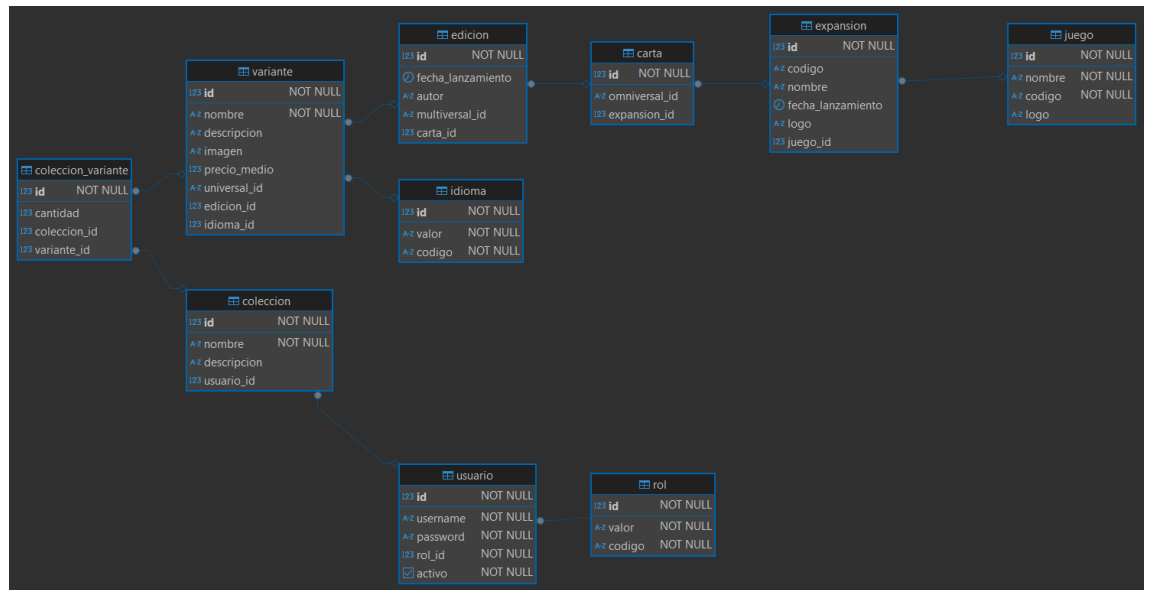 coleccion_variante
123 id NOT NULL
123 cantidad
123 coleccion_id
123 variante_id
variante
123 id NOT NULL
A-Z nombre NOT NULL
A-Z descripcion
A-Z imagen
123 precio_medio
A-Z universal_id
123 edicion_id
123 idioma_id
coleccion
123 id NOT NULL
A-Z nombre NOT NULL
A-Z descripcion
123 usuario_id
edicion
123 id NOT NULL
fecha_lanzamiento
A-Z autor
A-Z multiversal_id
123 carta_id
idioma
123 id NOT NULL
A-Z valor NOT NULL
A-Z codigo NOT NULL
usuario
123 id NOT NULL
A-Z username NOT NULL
A-Z password NOT NULL
123 rol_id NOT NULL
activo NOT NULL
carta
123 id NOT NULL
A-Z omniversal_id
123 expansion_id
rol
123 id NOT NULL
A-Z valor NOT NULL
A-Z codigo NOT NULL
expansion
123 id NOT NULL
A-Z codigo
A-Z nombre
fecha_lanzamiento
A-Z logo
123 juego_id
juego
123 id NOT NULL
A-Z nombre NOT NULL
A-Z codigo NOT NULL
A-Z logo